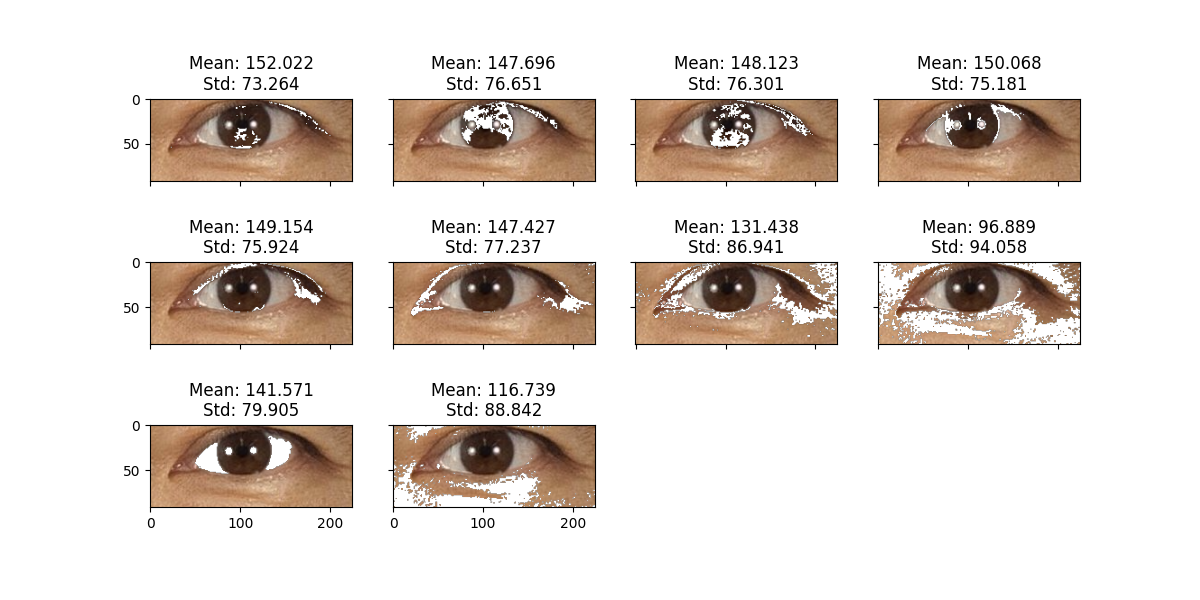 Mean: 152.022
Std: 73.264
Mean: 147.696
Std: 76.651
Mean: 148.123
Std: 76.301
Mean: 150.068
Std: 75.181
0
50
Mean: 149.154
Std: 75.924
Mean: 147.427
Std: 77.237
Mean: 131.438
Std: 86.941
Mean: 96.889
Std: 94.058
0
50
Mean: 141.571
Std: 79.905
Mean: 116.739
Std: 88.842
0
50
0 100 200
0 100 200